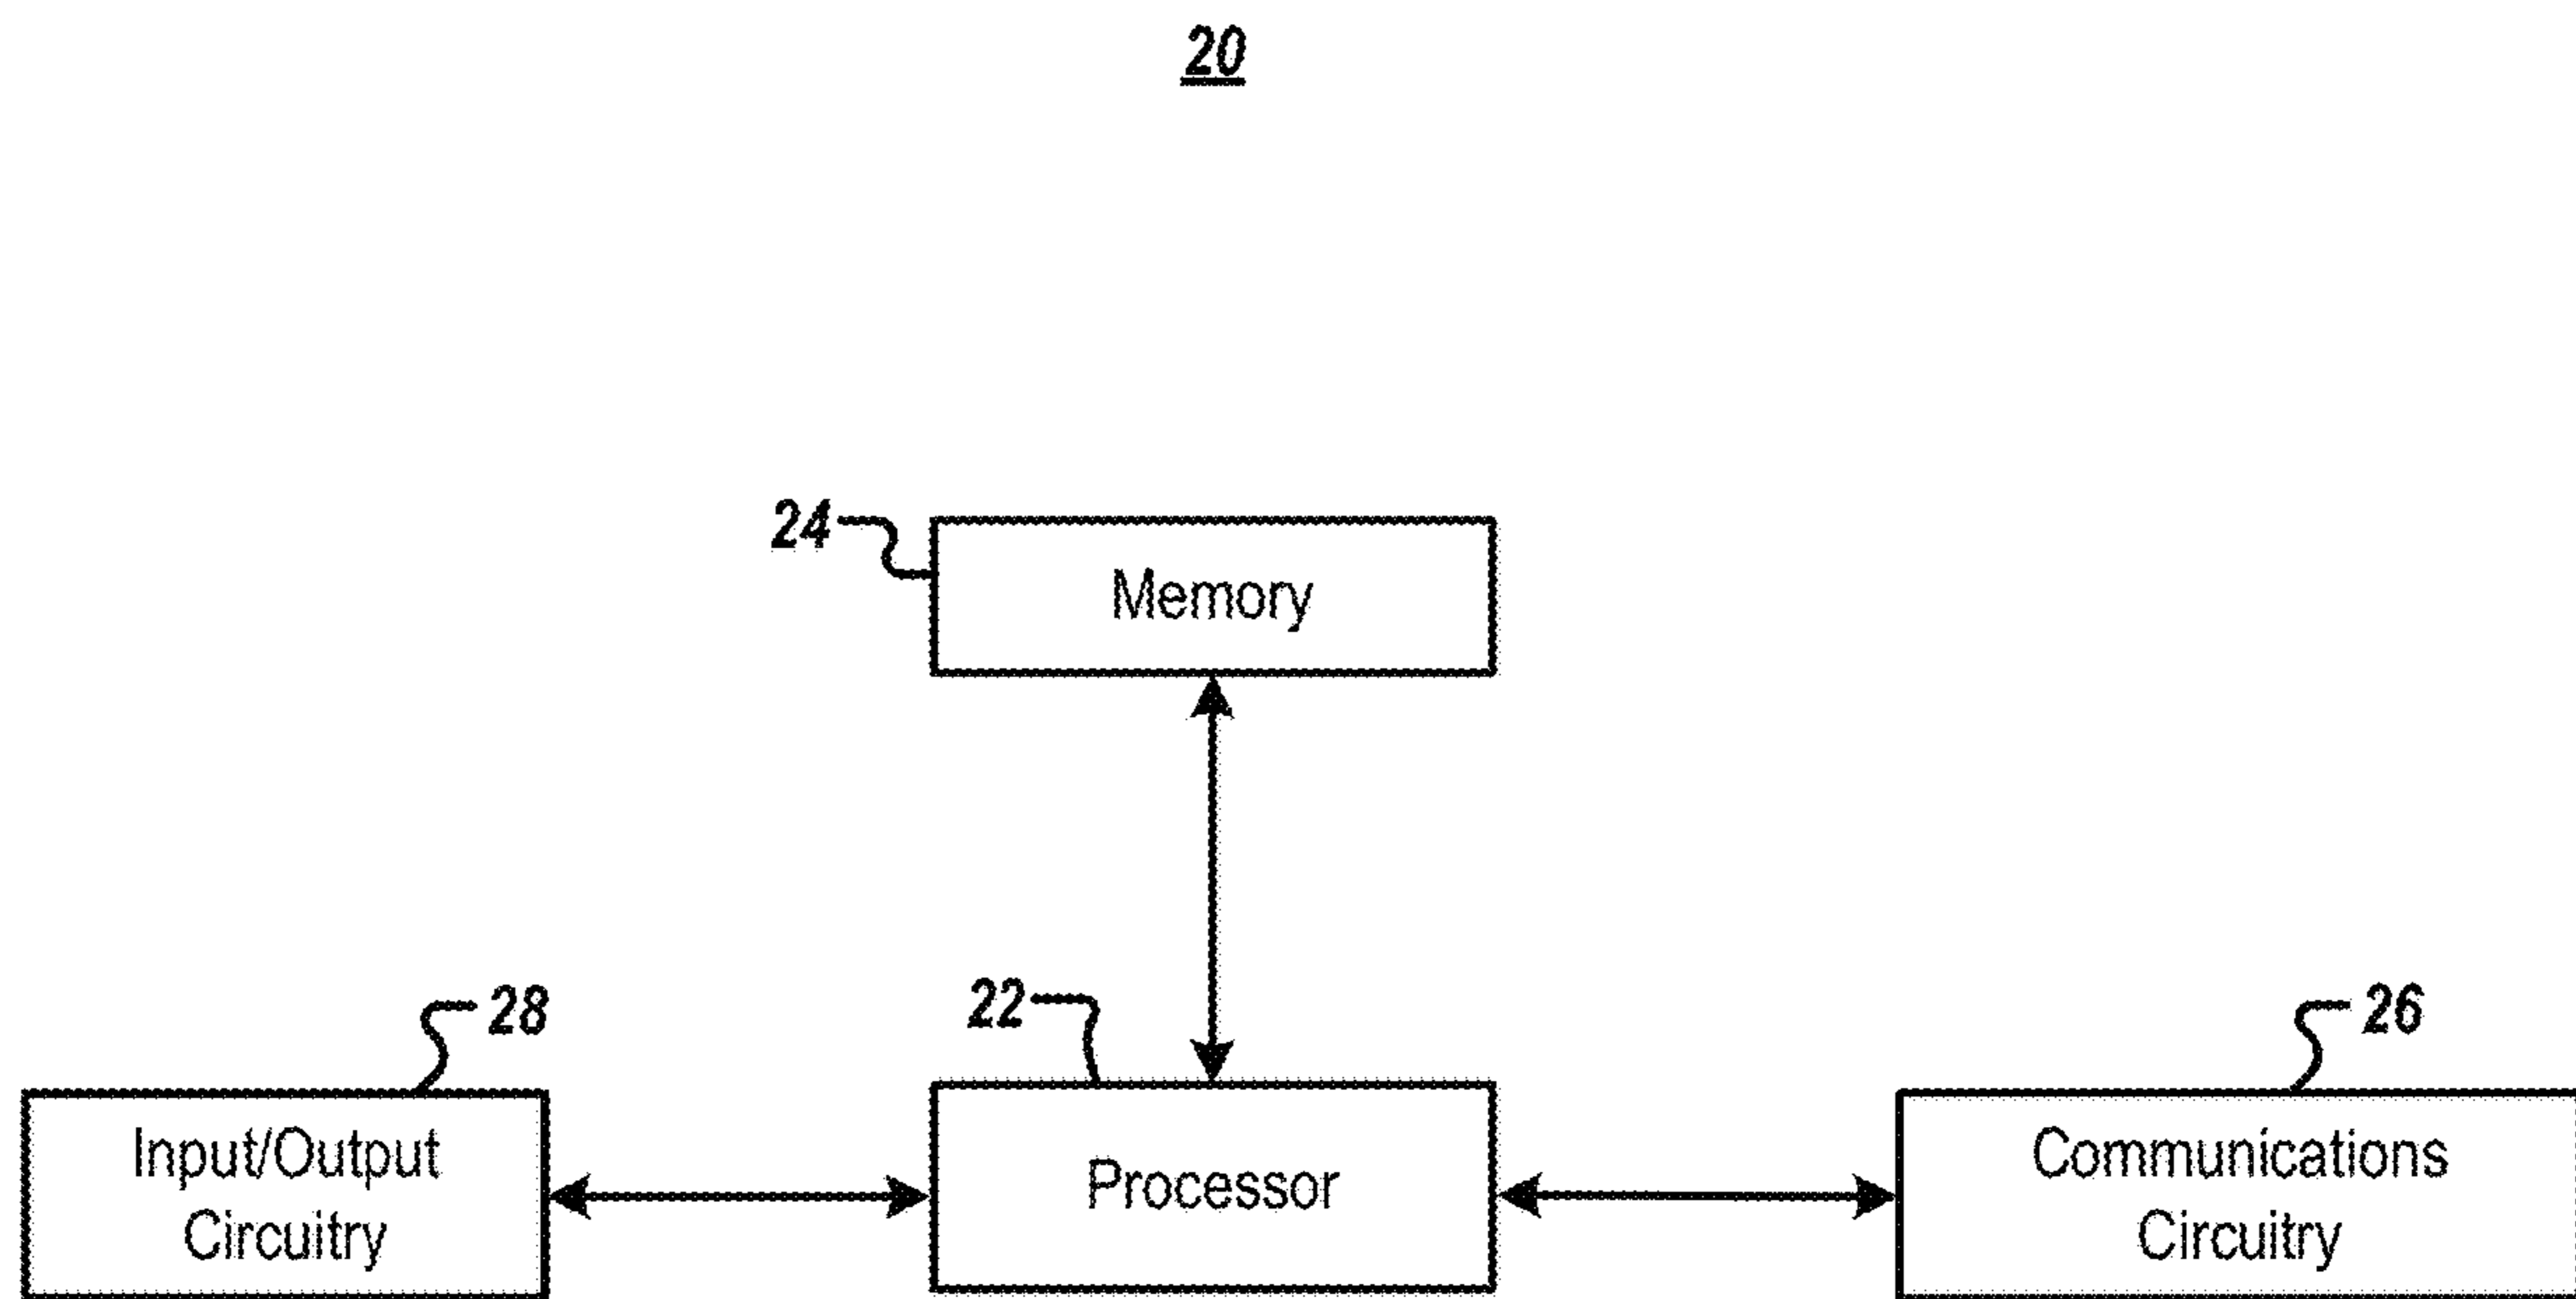 20
24
Memory
28
22
26
Input/Output
Circuitry
Processor
Communications
Circuitry